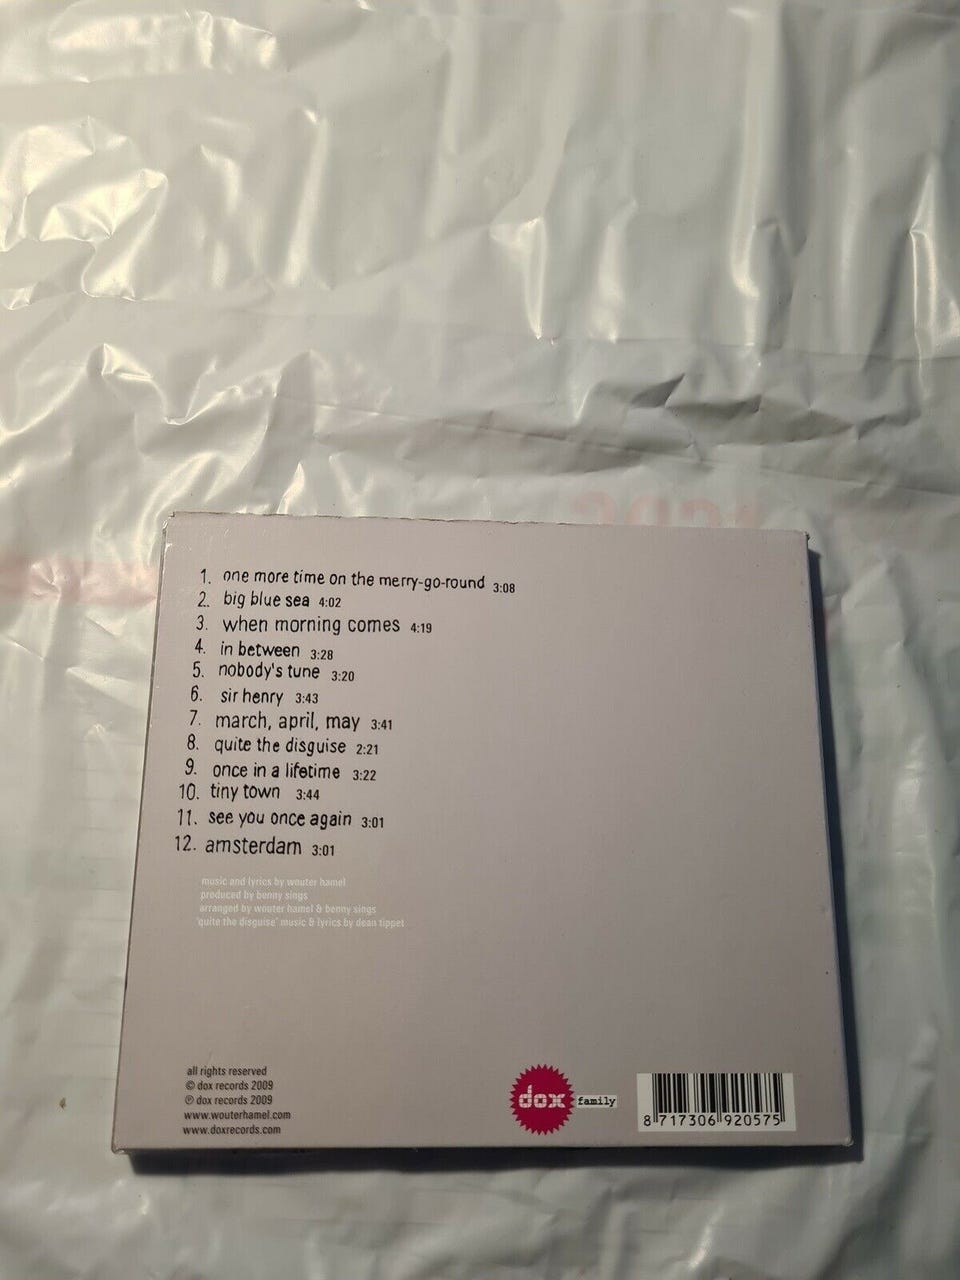 1. one more time on the merry-go-round 3:08
2. big blue sea 4:02
3. when morning comes 4:19
4. in between 3:28
5. nobody's tune 3:20
6. sir henry 3:43
7. march, april, may 3:41
8. quite the disguise 2:21
9. once in a lifetime 3:22
10. tiny town 3:44
11. see you once again 3:01
12. amsterdam 3:01
music and lyrics by wouter hamel
produced by benny sings
arranged by wouter hamel & benny sings
'quite the disguise' music & lyrics by dean tippet
all rights reserved
© dox records 2009
℗ dox records 2009
www.wouterhamel.com
www.doxrecords.com
dox family
8 717306 920575